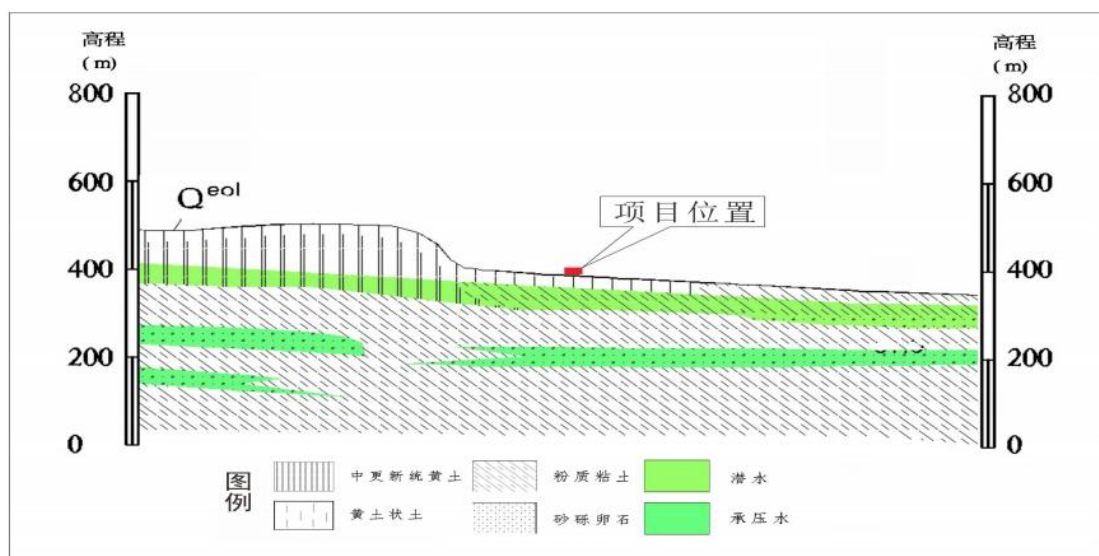 高程
(m)
高程
(m)
800
800
600
600
Qeol
项目位置
400
400
200
200
0
0
图例
中更新统黄土
粉质粘土
潜水
黄土状土
砂砾卵石
承压水